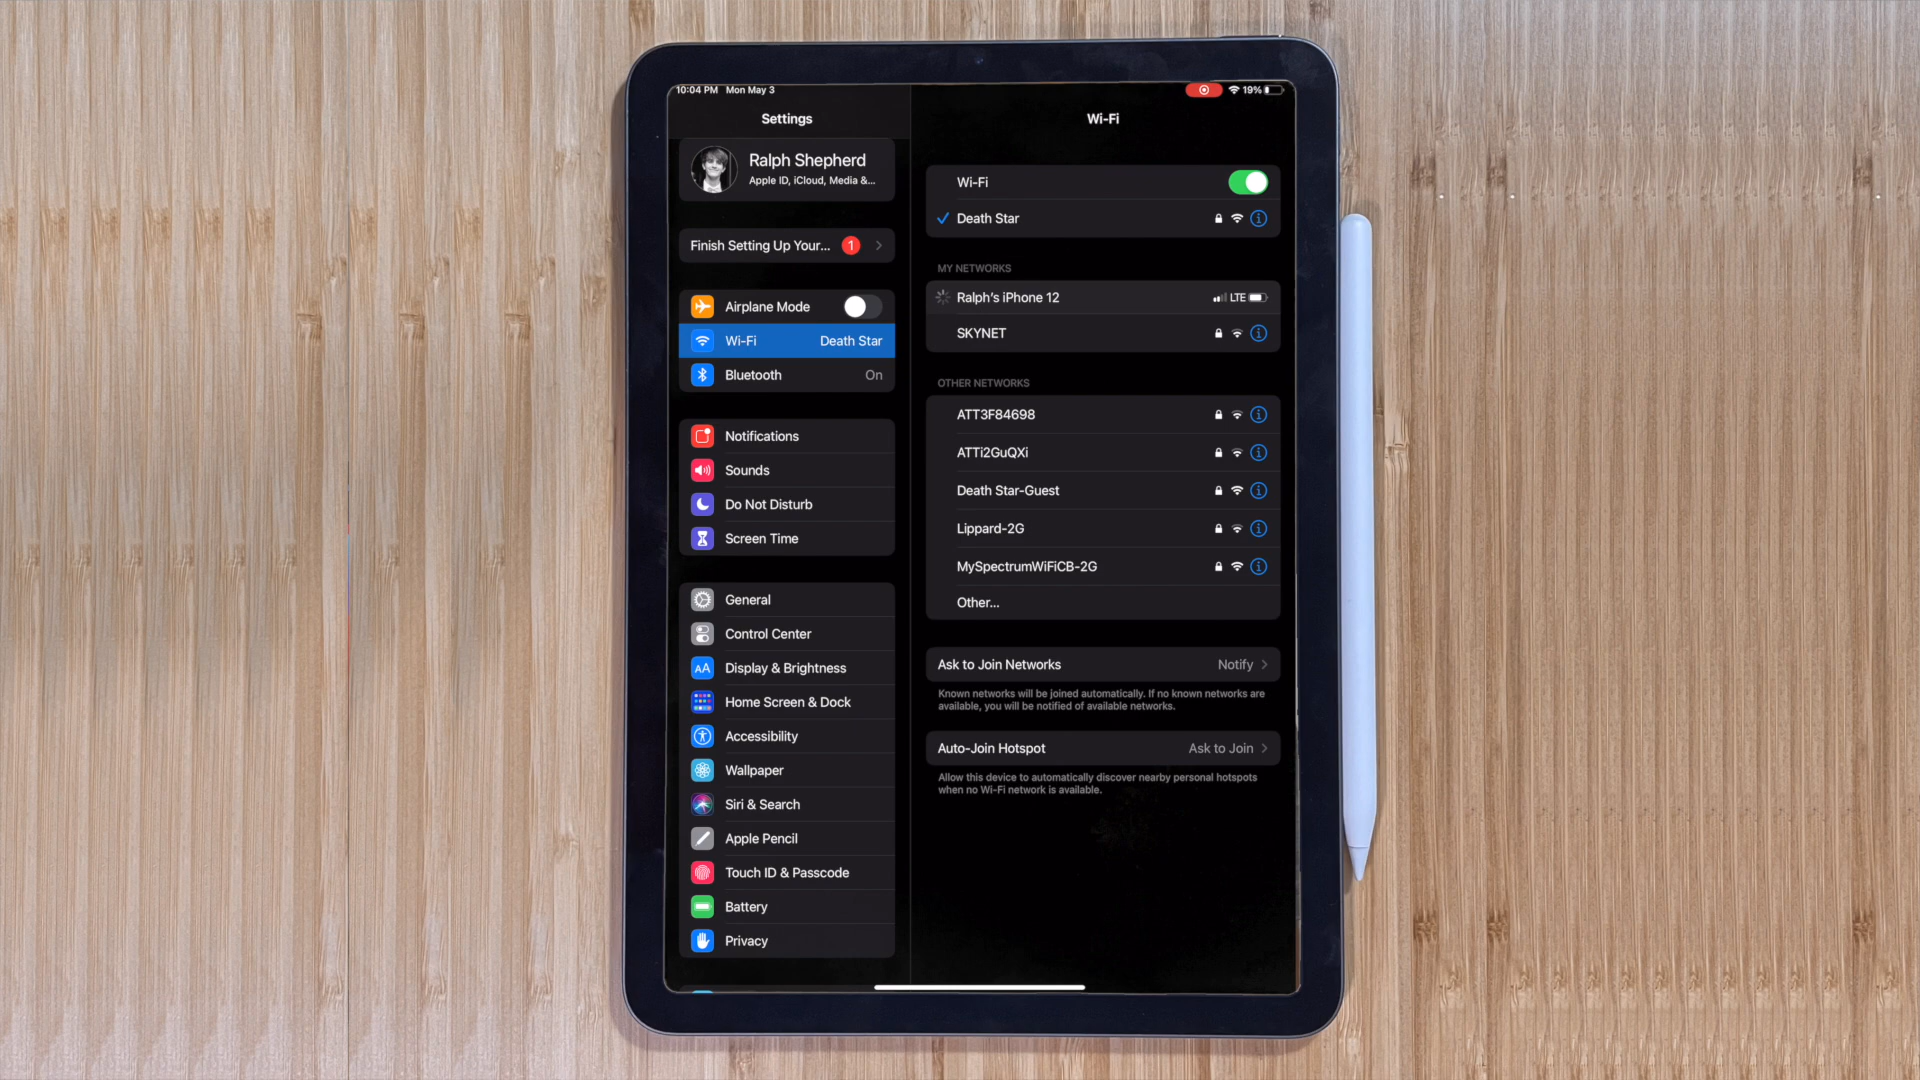 10:04 PM Mon May 3
19%
Settings
Ralph Shepherd
Apple ID, iCloud, Media &...
Finish Setting Up Your... 1
Airplane Mode
Wi-Fi Death Star
Bluetooth On
Notifications
Sounds
Do Not Disturb
Screen Time
General
Control Center
AA Display & Brightness
Home Screen & Dock
Accessibility
Wallpaper
Siri & Search
Apple Pencil
Touch ID & Passcode
Battery
Privacy
Wi-Fi
Wi-Fi
Death Star
MY NETWORKS
Ralph's iPhone 12 LTE
SKYNET
OTHER NETWORKS
ATT3F84698
ATTi2GuQXi
Death Star-Guest
Lippard-2G
MySpectrumWiFiCB-2G
Other...
Ask to Join Networks Notify
Known networks will be joined automatically. If no known networks are
available, you will be notified of available networks.
Auto-Join Hotspot Ask to Join
Allow this device to automatically discover nearby personal hotspots
when no Wi-Fi network is available.